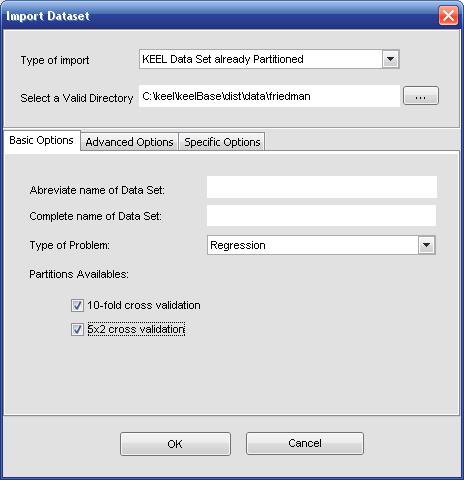 Import Dataset
Type of import KEEL Data Set already Partitioned
Select a Valid Directory C:\keel\keelBase\dist\data\friedman ...
Basic Options Advanced Options Specific Options
Abreviate name of Data Set:
Complete name of Data Set:
Type of Problem: Regression
Partitions Available:
10-fold cross validation
5x2 cross validation
OK Cancel